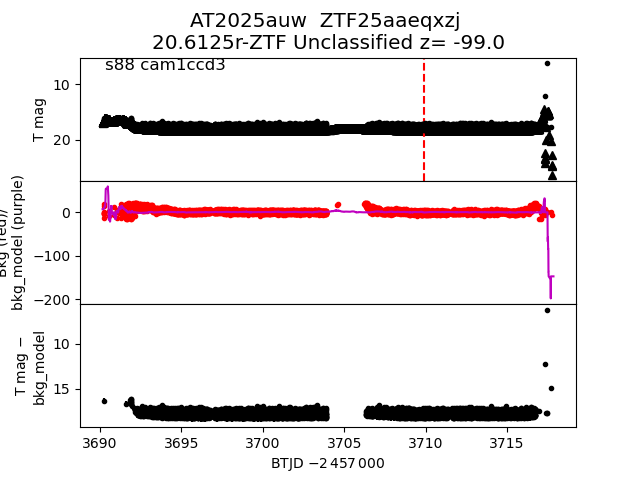 AT2025auw  ZTF25aaeqxzj
20.6125r-ZTF Unclassified z= -99.0
s88 cam1ccd3
T mag
10
20
Bkg (red)/
bkg_model (purple)
0
−100
−200
T mag −
bkg_model
10
15
3690 3695 3700 3705 3710 3715
BTJD −2 457 000